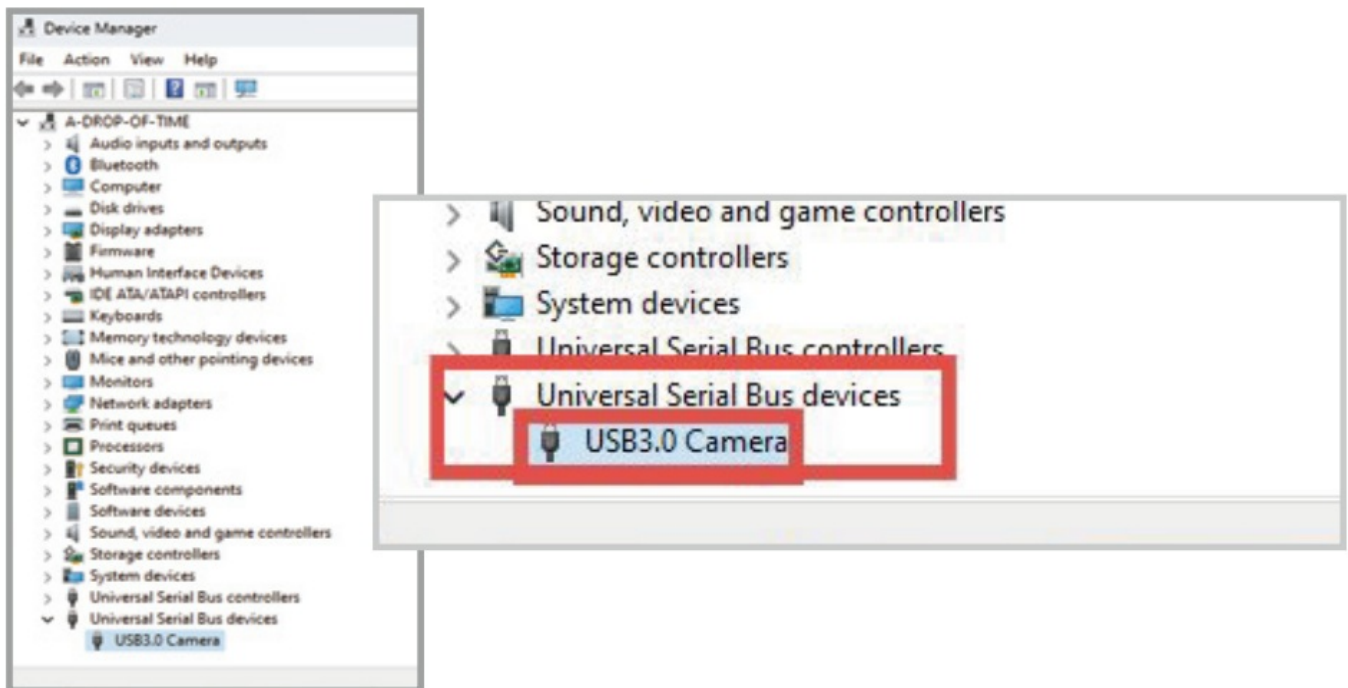 Device Manager
File Action View Help
A-DROP-OF-TIME
Audio inputs and outputs
Bluetooth
Computer
Disk drives
Display adapters
Firmware
Human Interface Devices
IDE ATA/ATAPI controllers
Keyboards
Memory technology devices
Mice and other pointing devices
Monitors
Network adapters
Print queues
Processors
Security devices
Software components
Software devices
Sound, video and game controllers
Storage controllers
System devices
Universal Serial Bus controllers
Universal Serial Bus devices
USB3.0 Camera
Sound, video and game controllers
Storage controllers
System devices
Universal Serial Bus controllers
Universal Serial Bus devices
USB3.0 Camera